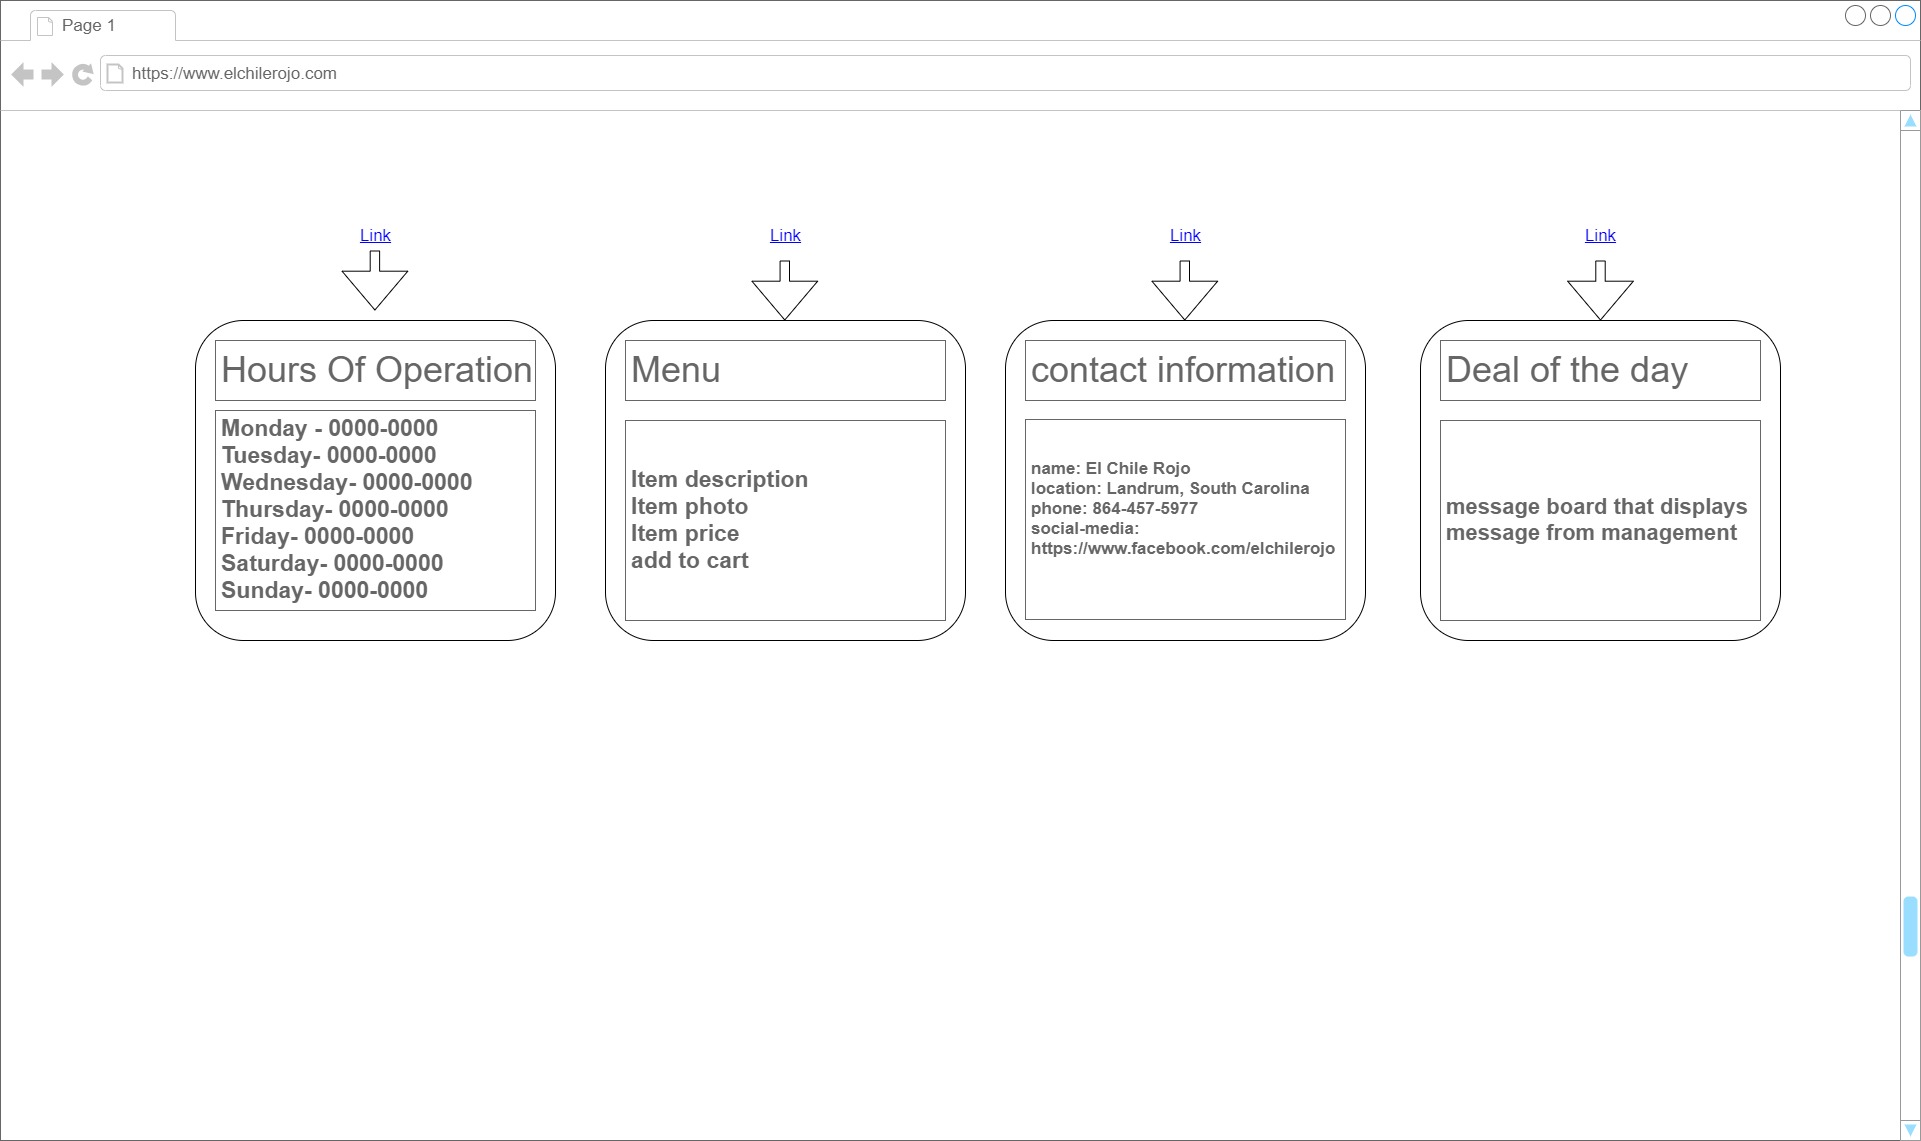 Page 1
https://www.elchilerojo.com
Link
Link
Link
Link
Hours Of Operation
Monday - 0000-0000
Tuesday- 0000-0000
Wednesday- 0000-0000
Thursday- 0000-0000
Friday- 0000-0000
Saturday- 0000-0000
Sunday- 0000-0000
Menu
Item description
Item photo
Item price
add to cart
contact information
name: El Chile Rojo
location: Landrum, South Carolina
phone: 864-457-5977
social-media:
https://www.facebook.com/elchilerojo
Deal of the day
message board that displays
message from management